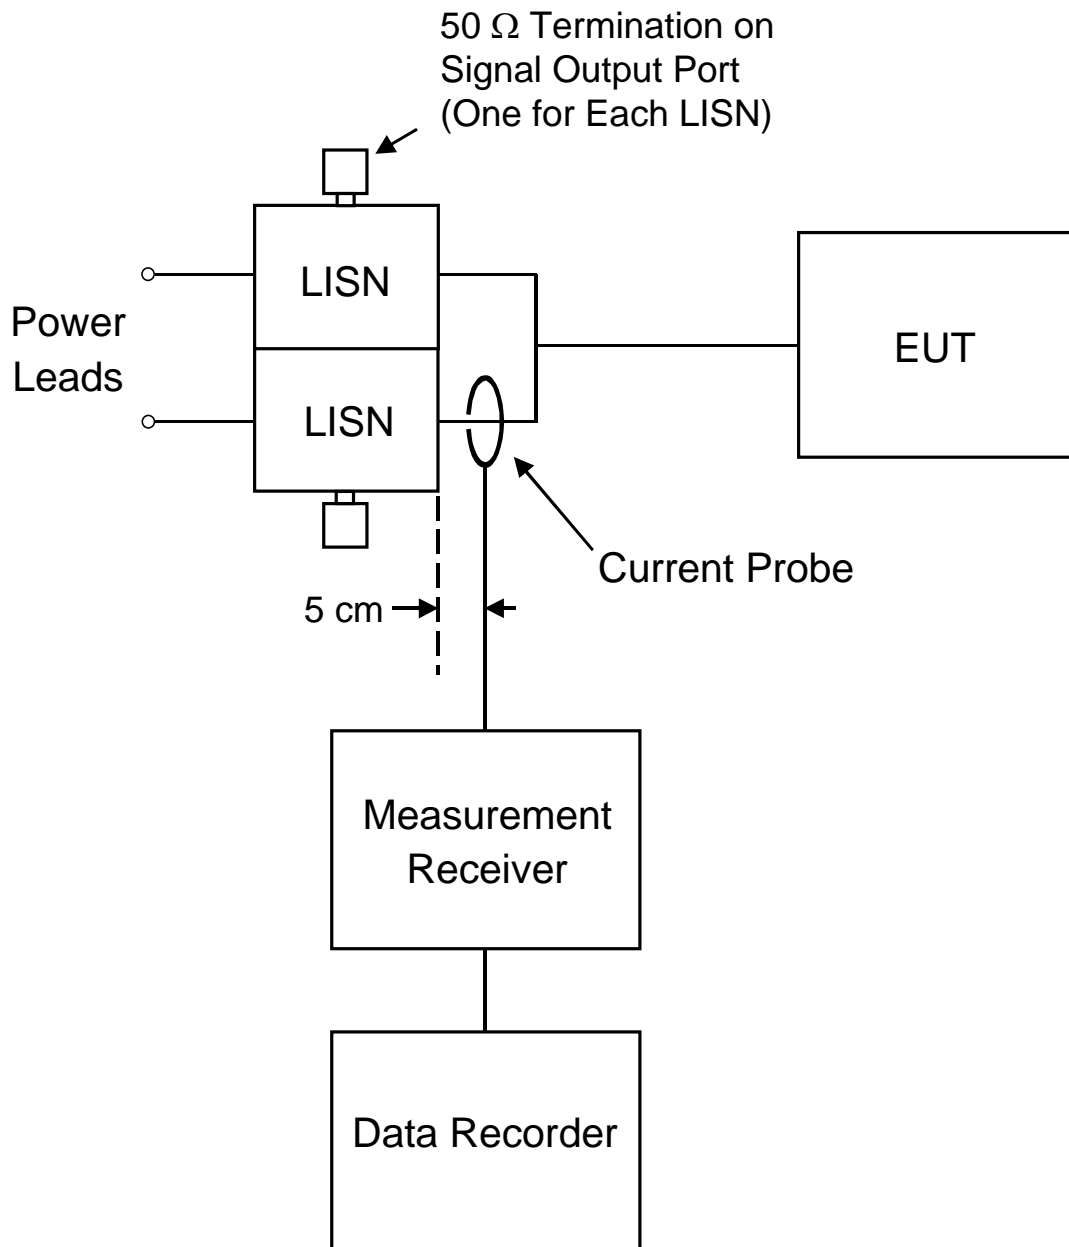 50 Ω Termination on
Signal Output Port
(One for Each LISN)
LISN
Power
Leads
LISN
EUT
Current Probe
5 cm
Measurement
Receiver
Data Recorder